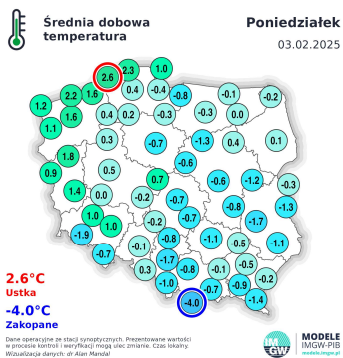 Średnia dobowa
temperatura
Poniedziałek
03.02.2025
2.6 2.3 1.0
1.2 2.2 1.6 0.4 -0.4 -0.8 -0.1 -0.2
1.1 1.6 0.4 0.2 -0.3 -0.3 0.0
0.3 -0.7 -1.3 0.4 0.1
1.8 -0.6
0.9 0.5 0.7 -0.6 -1.2 -0.3
1.4 0.0 -0.2 -0.7 -0.8 -1.3
1.0 1.0 -0.2 -0.7 -1.7
-1.9 -0.1 -0.8 -1.1 -1.1
-0.7 0.3 -1.7 -0.8 -0.1 -0.5 -0.2
-1.0 -4.0 -0.7 -0.9 -1.4
2.6°C
Ustka
-4.0°C
Zakopane
Dane operacyjne ze stacji synoptycznych. Prezentowane wartości
w procesie kontroli i weryfikacji mogą ulec zmianie. Czas lokalny.
Wizualizacja danych: dr Alan Mandal
IM
GW
MODELE
IMGW-PIB
modele.imgw.pl